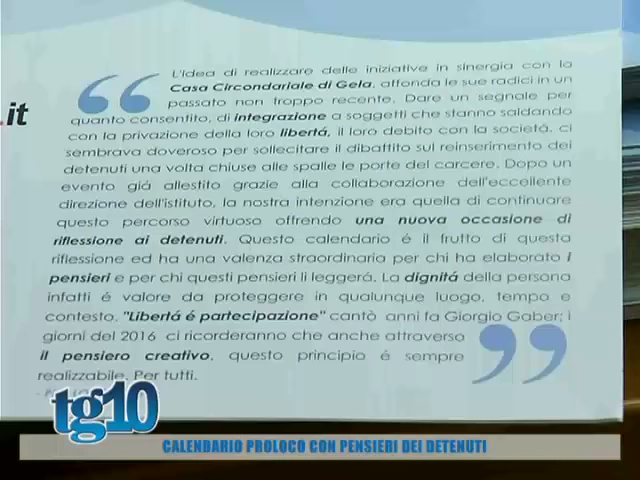 L'idea di realizzare delle iniziative in sinergia con la
Casa Circondariale di Gela, affonda le sue radici in un
passato non troppo recente. Dare un segnale per
.it
quanto consentito, di integrazione a soggetti che stanno saldando
con la privazione della loro libertá, il loro debito con la societá, ci
sembrava doveroso per sollecitare il dibattito sul reinserimento dei
detenuti una volta chiuse alle spalle le porte del carcere. Dopo un
evento giá allestito grazie alla collaborazione dell'eccellente
direzione dell'istituto, la nostra intenzione era quella di continuare
questo percorso virtuoso offrendo una nuova occasione di
riflessione ai detenuti. Questo calendario é il frutto di questa
riflessione ed ha una valenza straordinaria per chi ha elaborato i
pensieri e per chi questi pensieri li leggerá. La dignitá della persona
infatti é valore da proteggere in qualunque luogo, tempo e
contesto. "Libertá é partecipazione" cantò anni fa Giorgio Gaber; i
giorni del 2016 ci ricorderanno che anche attraverso
il pensiero creativo, questo principio é sempre
realizzabile. Per tutti.
tg10
CALENDARIO PROLOCO CON PENSIERI DEI DETENUTI